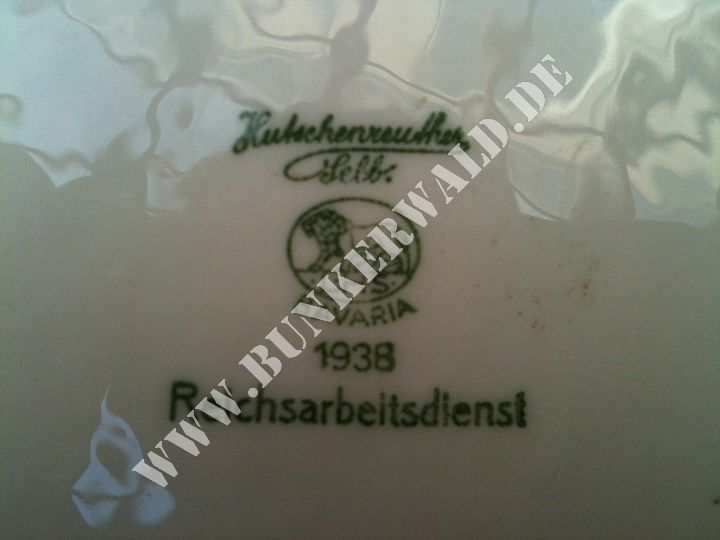 Hutschenreuther
Selb.
BAVARIA
1938
Reichsarbeitsdienst
WWW.BUNKERWALD.DE